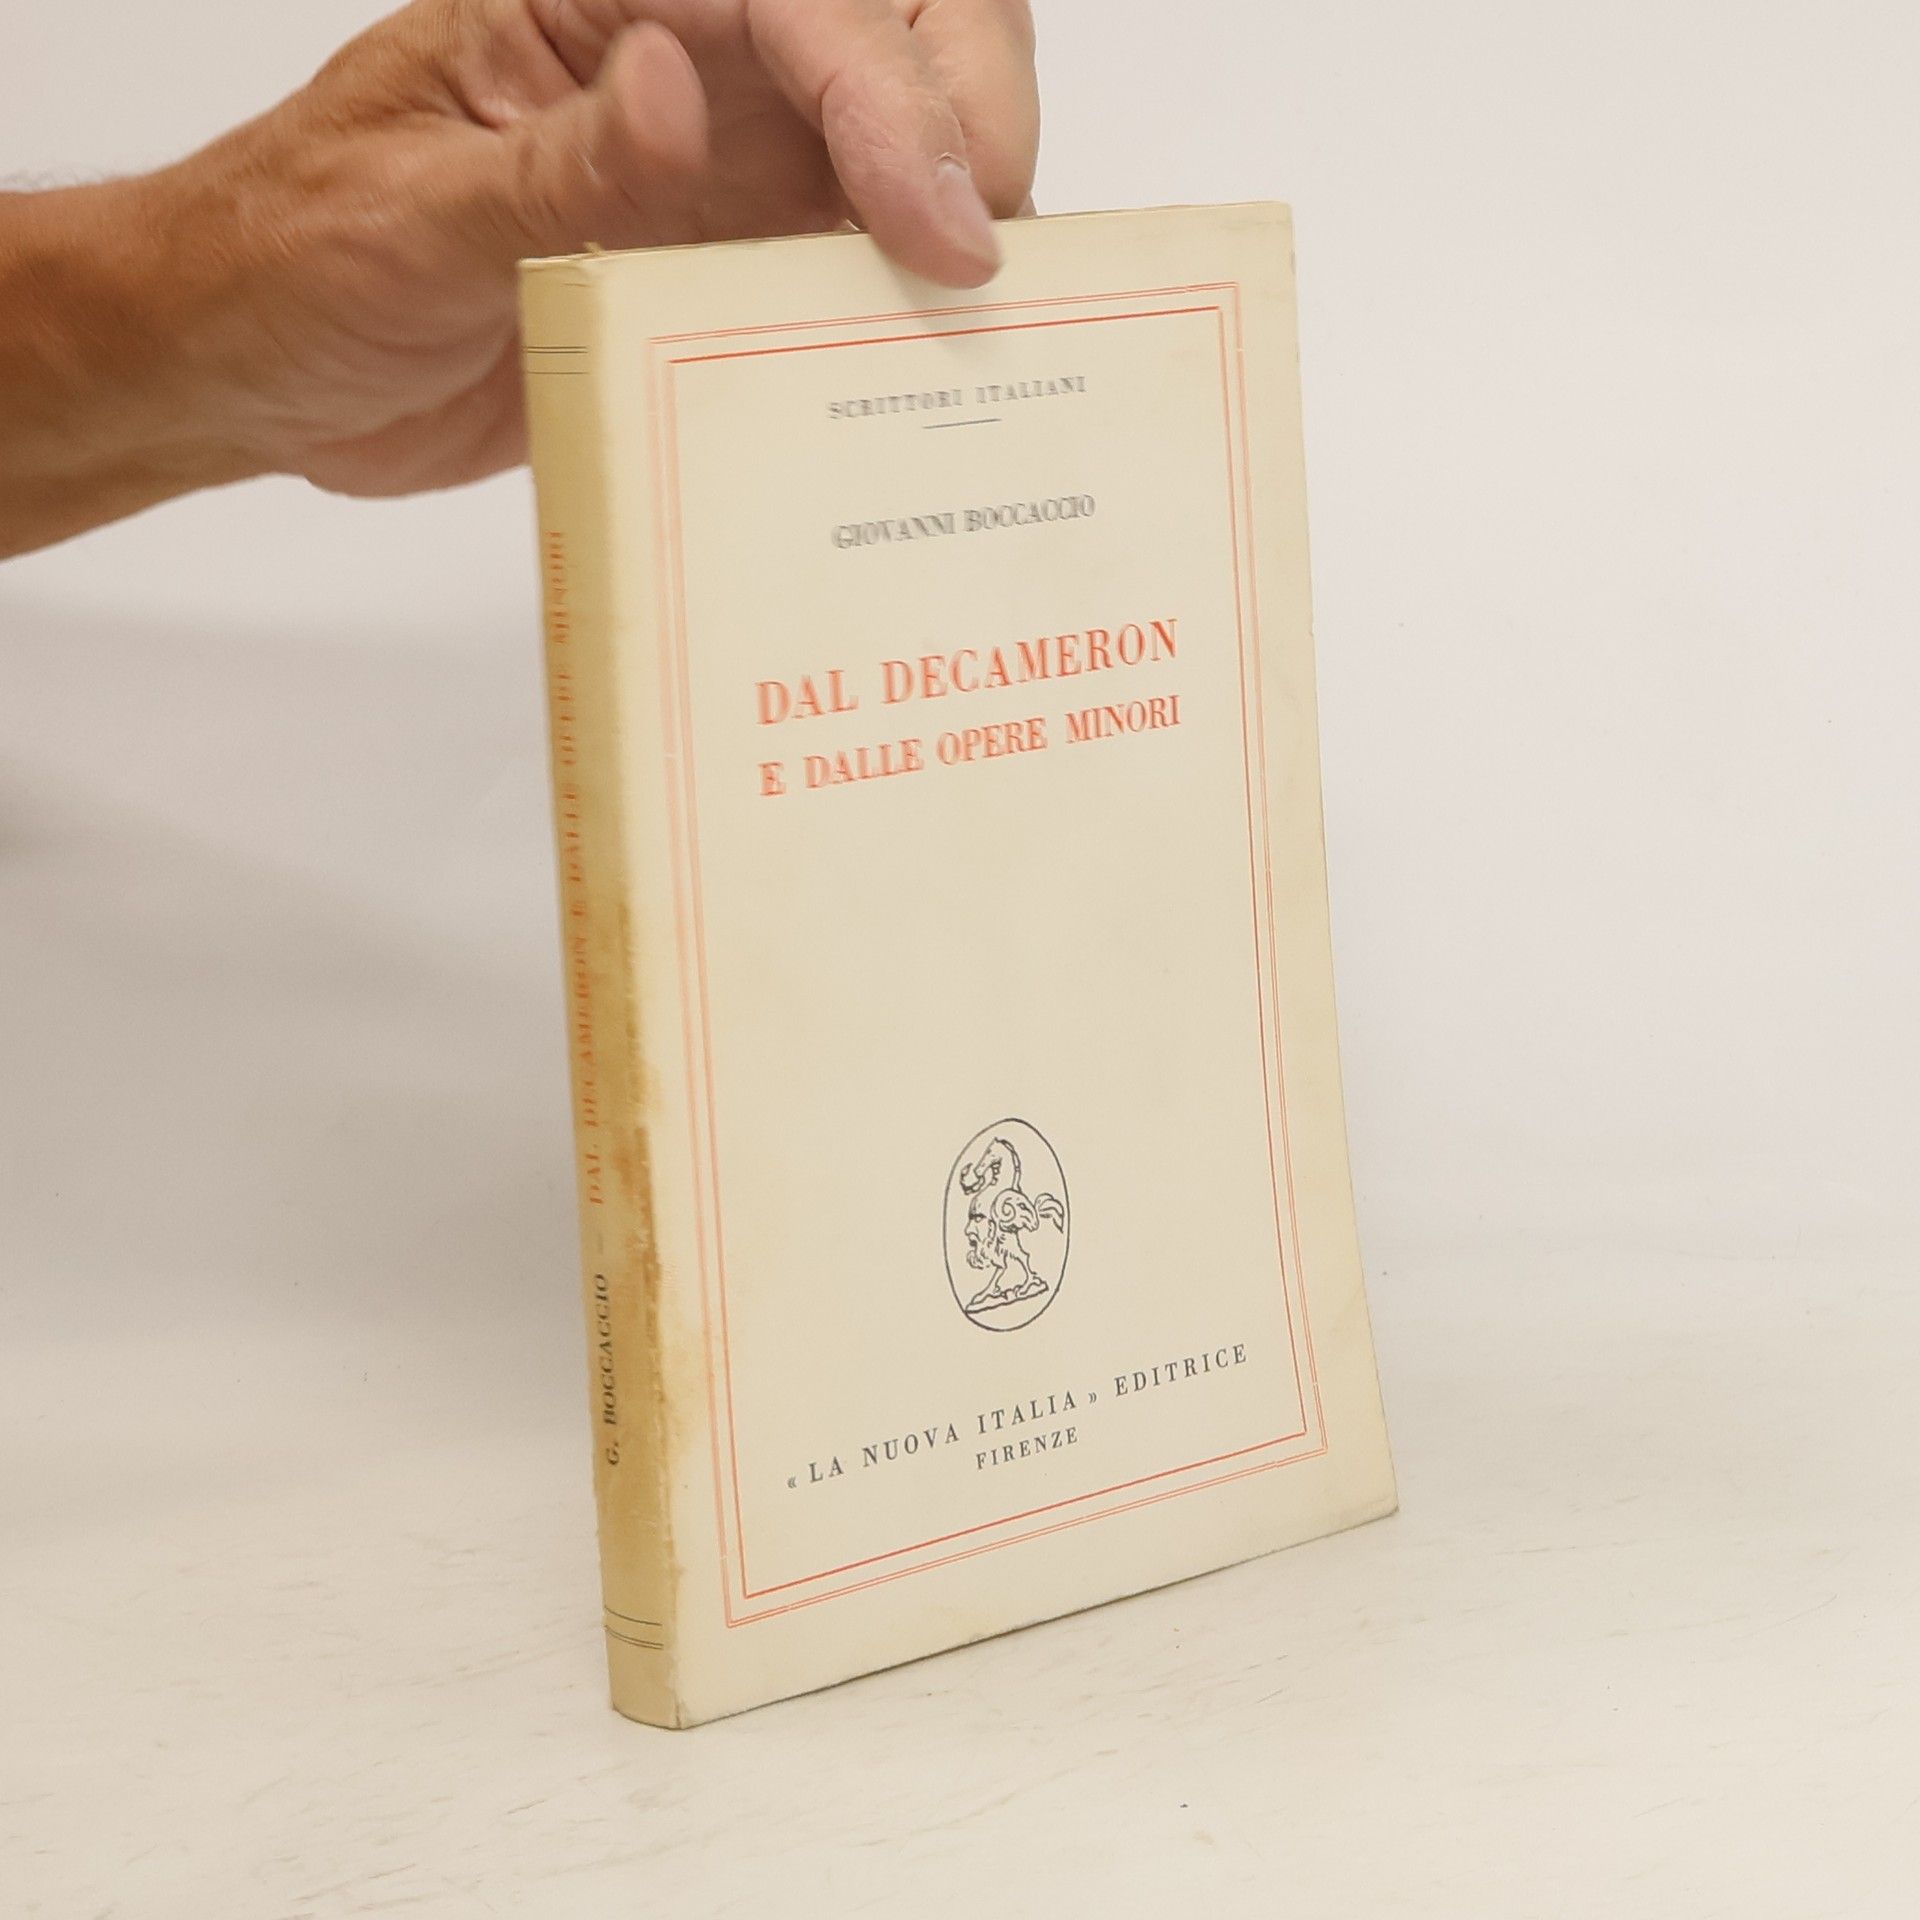 SCRITTORI ITALIANI
GIOVANNI BOCCACCIO
DAL DECAMERON
E DALLE OPERE MINORI
« LA NUOVA ITALIA » EDITRICE
FIRENZE
G. BOCCACCIO — DAL DECAMERON E DALLE OPERE MINORI